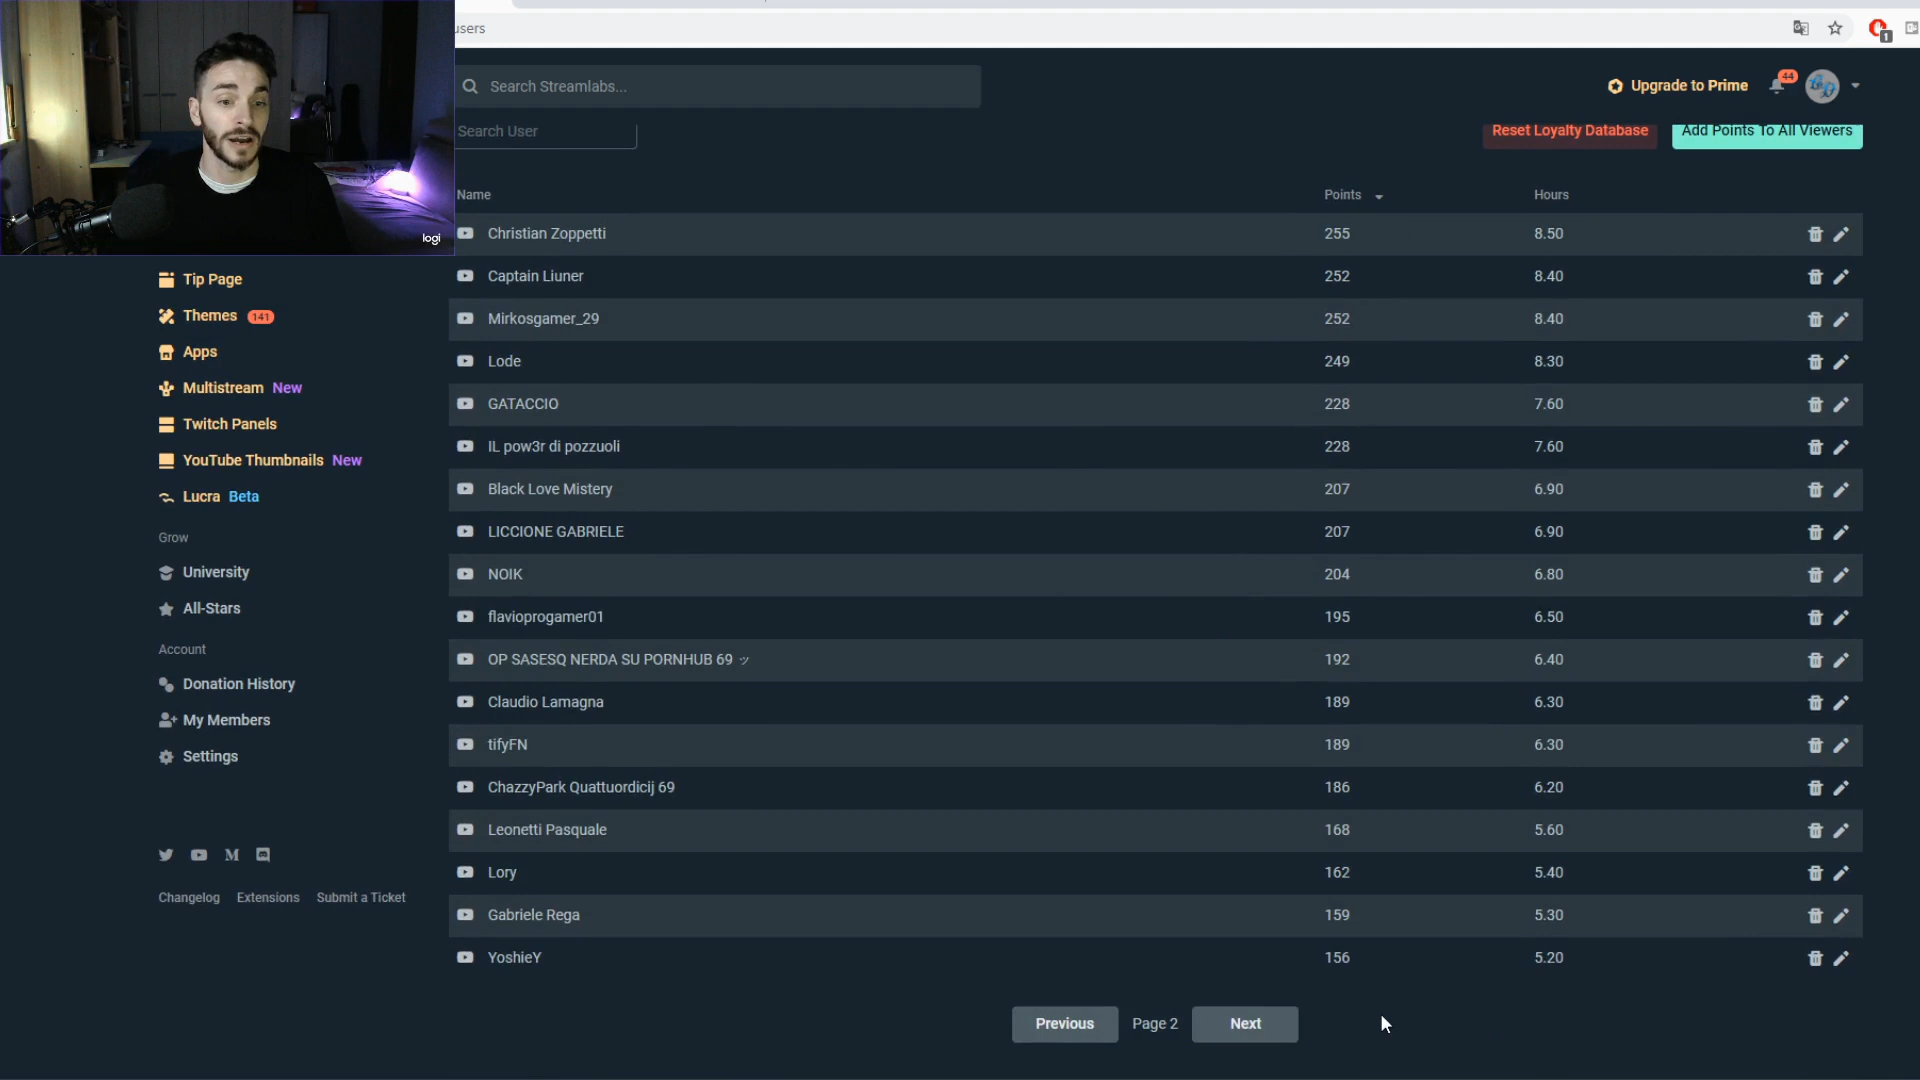 users
Search Streamlabs...
Upgrade to Prime
44
1
Search User
Reset Loyalty Database
Add Points To All Viewers
logi
Name Points Hours
Christian Zoppetti 255 8.50
Captain Liuner 252 8.40
Mirkosgamer_29 252 8.40
Lode 249 8.30
GATACCIO 228 7.60
IL pow3r di pozzuoli 228 7.60
Black Love Mistery 207 6.90
LICCIONE GABRIELE 207 6.90
NOIK 204 6.80
flavioprogamer01 195 6.50
OP SASESQ NERDA SU PORNHUB 69 ッ 192 6.40
Claudio Lamagna 189 6.30
tifyFN 189 6.30
ChazzyPark Quattuordicij 69 186 6.20
Leonetti Pasquale 168 5.60
Lory 162 5.40
Gabriele Rega 159 5.30
YoshieY 156 5.20
Previous Page 2 Next
Tip Page
Themes 141
Apps
Multistream New
Twitch Panels
YouTube Thumbnails New
Lucra Beta
Grow
University
All-Stars
Account
Donation History
My Members
Settings
Changelog Extensions Submit a Ticket